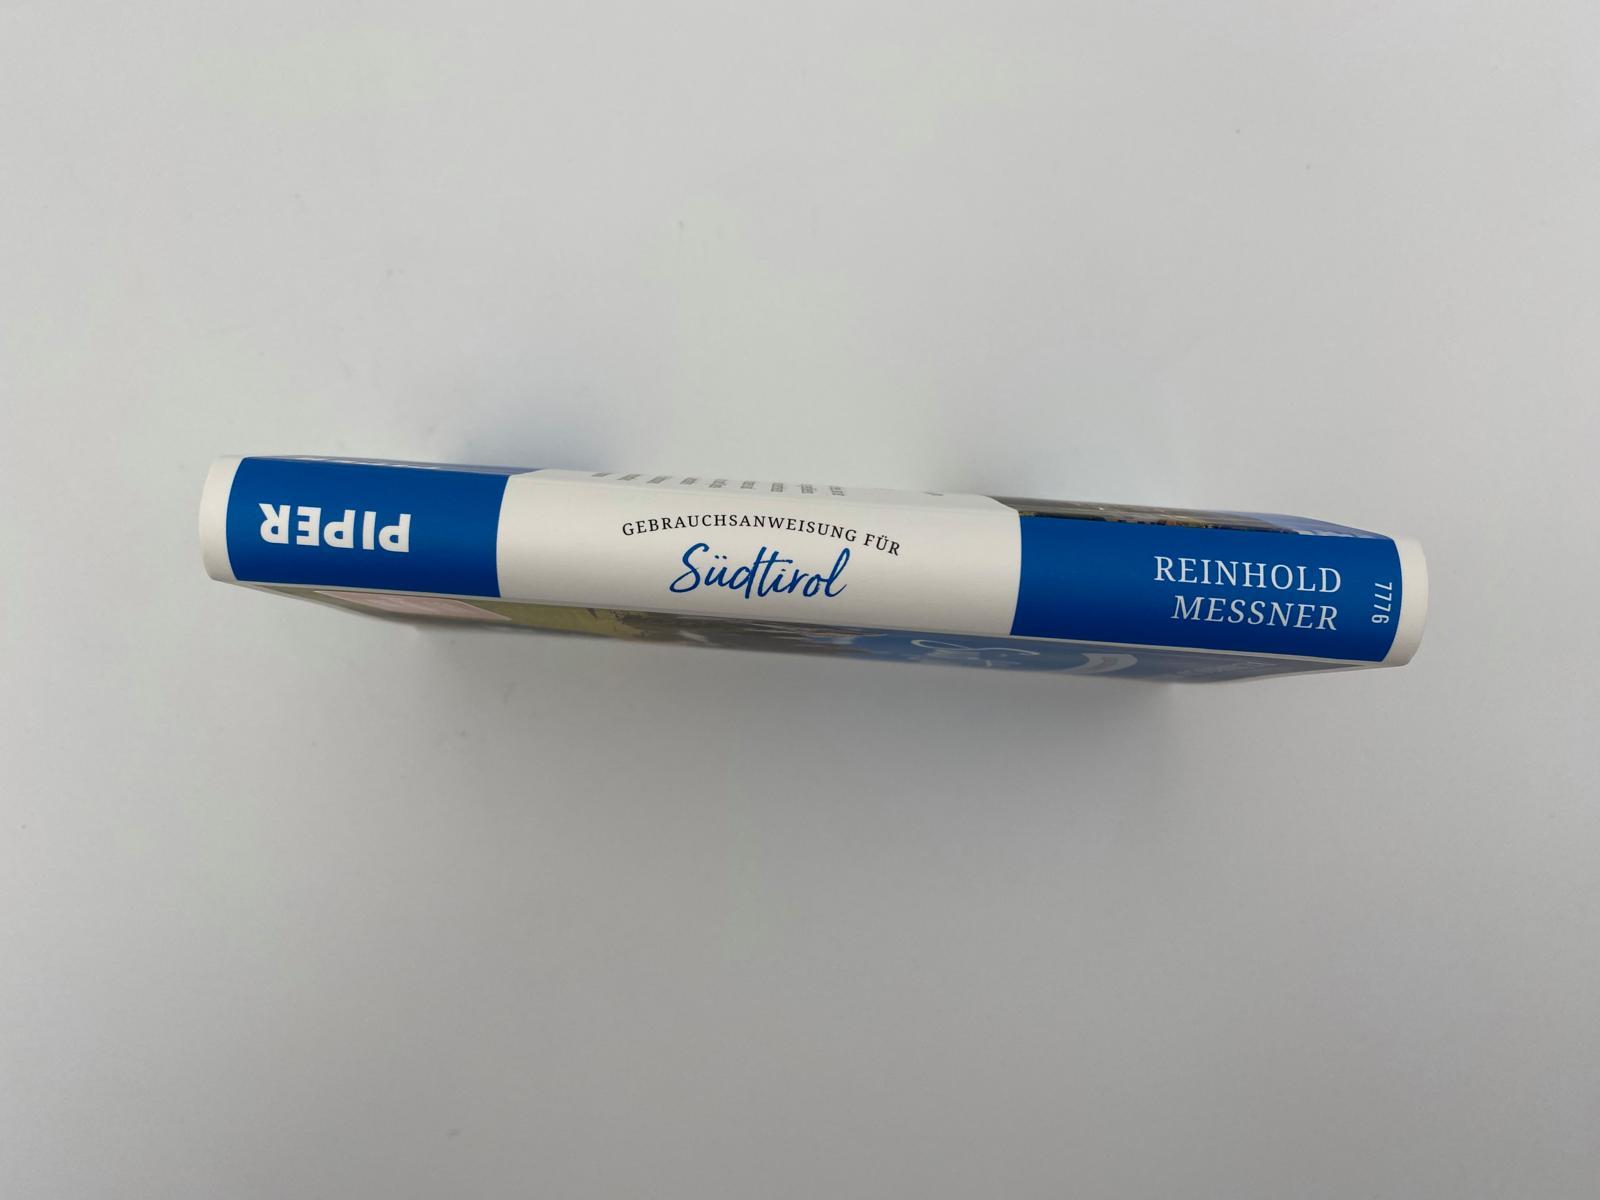 PIPER
GEBRAUCHSANWEISUNG FÜR
Südtirol
REINHOLD
MESSNER
7776